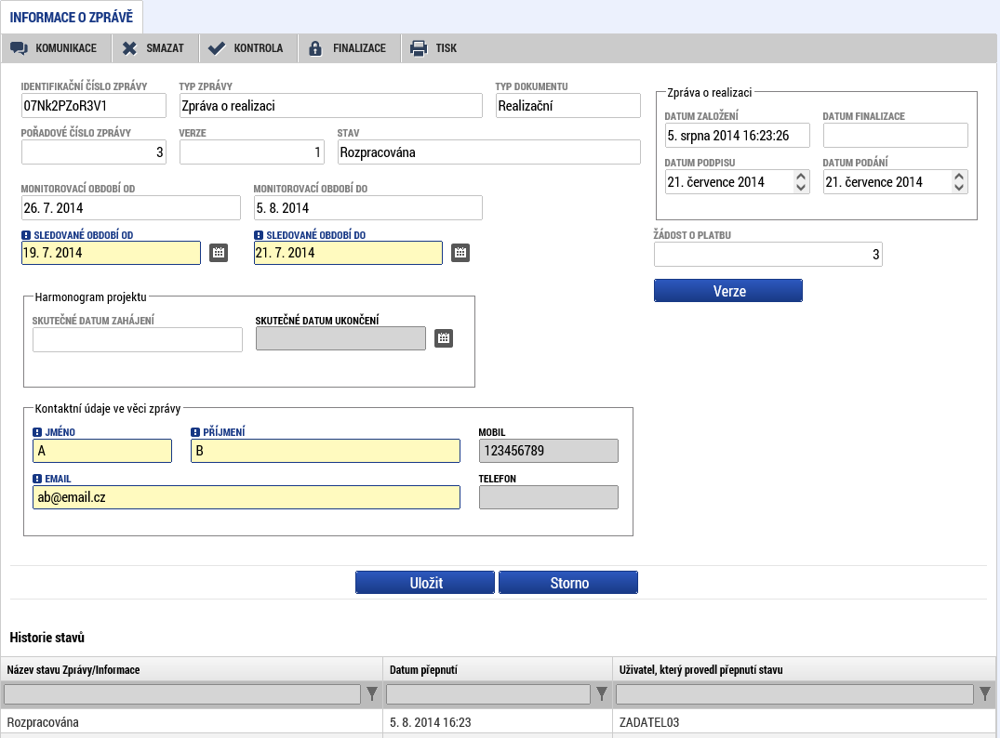 INFORMACE O ZPRÁVĚ
KOMUNIKACE SMAZAT KONTROLA FINALIZACE TISK
IDENTIFIKAČNÍ ČÍSLO ZPRÁVY TYP ZPRÁVY TYP DOKUMENTU
07Nk2PZoR3V1 Zpráva o realizaci Realizační
POŘADOVÉ ČÍSLO ZPRÁVY VERZE STAV
3 1 Rozpracována
Zpráva o realizaci
DATUM ZALOŽENÍ DATUM FINALIZACE
5. srpna 2014 16:23:26
DATUM PODPISU DATUM PODÁNÍ
21. července 2014 21. července 2014
MONITOROVACÍ OBDOBÍ OD MONITOROVACÍ OBDOBÍ DO
26. 7. 2014 5. 8. 2014
SLEDOVANÉ OBDOBÍ OD SLEDOVANÉ OBDOBÍ DO
19. 7. 2014 21. 7. 2014
ŽÁDOST O PLATBU
3
Verze
Harmonogram projektu
SKUTEČNÉ DATUM ZAHÁJENÍ SKUTEČNÉ DATUM UKONČENÍ
Kontaktní údaje ve věci zprávy
JMÉNO PŘÍJMENÍ MOBIL
A B 123456789
EMAIL TELEFON
ab@email.cz
Uložit Storno
Historie stavů
Název stavu Zprávy/Informace Datum přepnutí Uživatel, který provedl přepnutí stavu
Rozpracována 5. 8. 2014 16:23 ZADATEL03